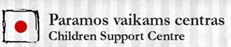 Paramos vaikams centras
Children Support Centre